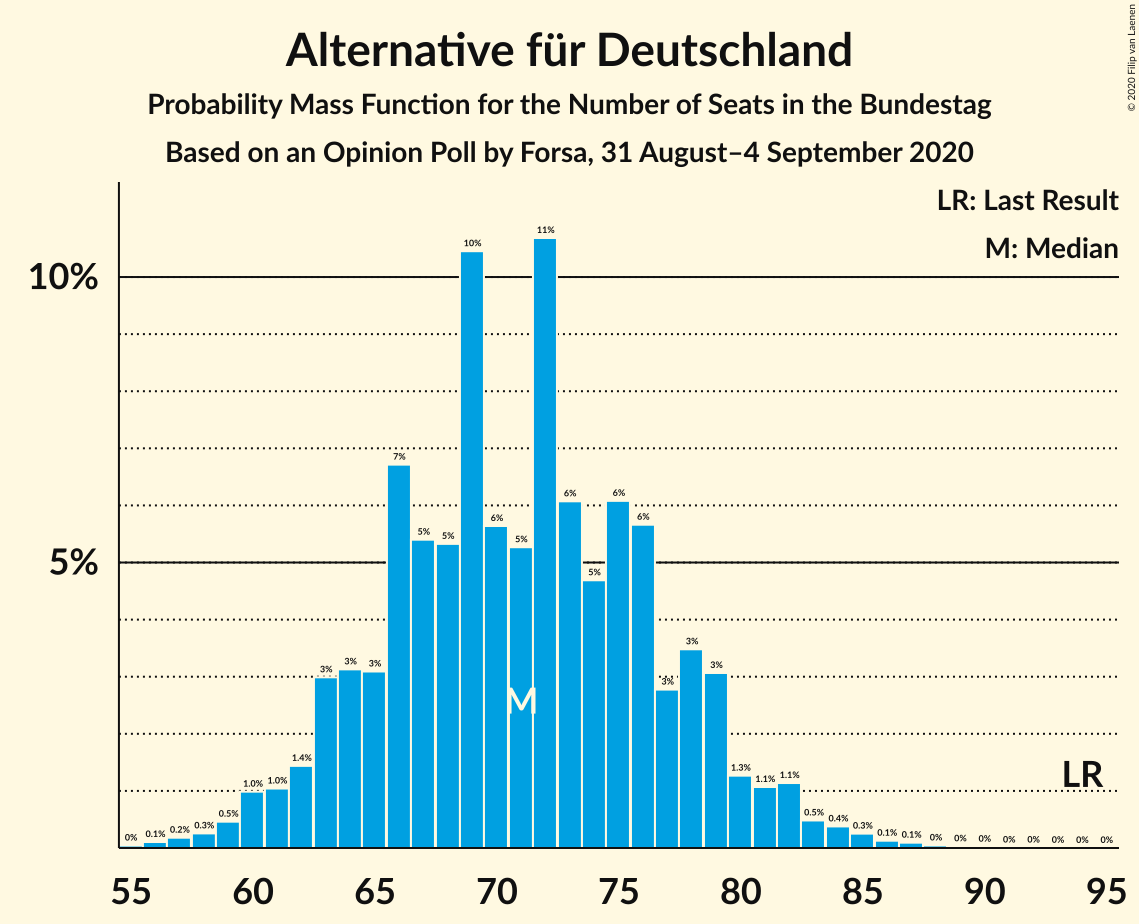 © 2020 Filip van Laenen
Alternative für Deutschland
Probability Mass Function for the Number of Seats in the Bundestag
Based on an Opinion Poll by Forsa, 31 August–4 September 2020
LR: Last Result
M: Median
10%
5%
0% 0.1% 0.2% 0.3% 0.5% 1.0% 1.0% 1.4% 3% 3% 3% 7% 5% 5% 10% 6% 5% 11% 6% 5% 6% 6% 3% 3% 3% 1.3% 1.1% 1.1% 0.5% 0.4% 0.3% 0.1% 0.1% 0% 0% 0% 0% 0% 0% 0% 0%
M
LR
55 60 65 70 75 80 85 90 95